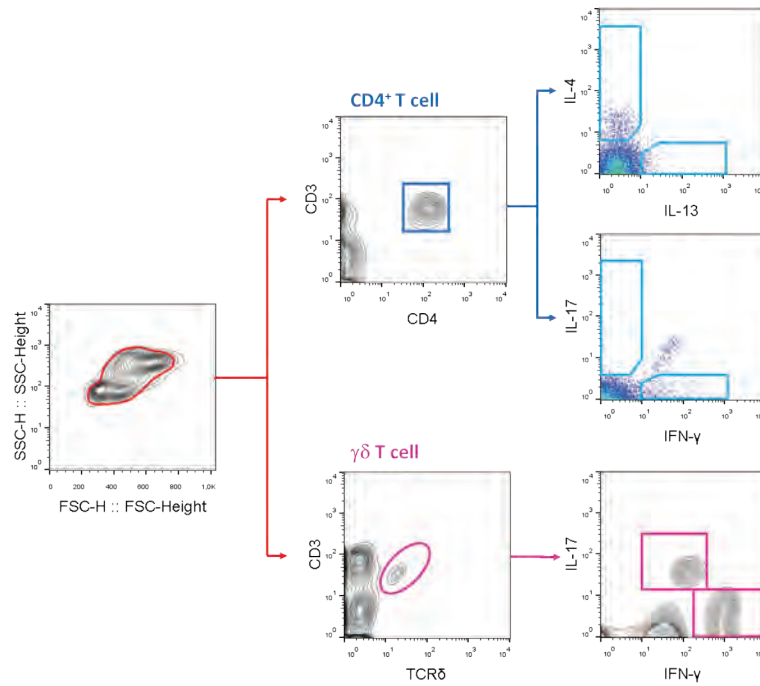 10⁴
10³
10²
10¹
10⁰
SSC-H :: SSC-Height
0 200 400 600 800 1,0K
FSC-H :: FSC-Height
CD4⁺ T cell
10⁴
10³
10²
10¹
10⁰
CD3
10⁰ 10¹ 10² 10³ 10⁴
CD4
γδ T cell
10⁴
10³
10²
10¹
10⁰
CD3
10⁰ 10¹ 10² 10³ 10⁴
TCRδ
10⁴
10³
10²
10¹
10⁰
IL-4
10⁰ 10¹ 10² 10³
IL-13
10⁴
10³
10²
10¹
10⁰
IL-17
10⁰ 10¹ 10² 10³
IFN-γ
10⁴
10³
10²
10¹
10⁰
IL-17
10⁰ 10¹ 10² 10³
IFN-γ